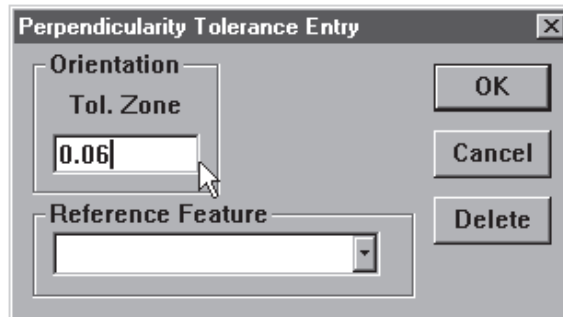 Perpendicularity Tolerance Entry
Orientation
Tol. Zone
0.06
Reference Feature
OK
Cancel
Delete